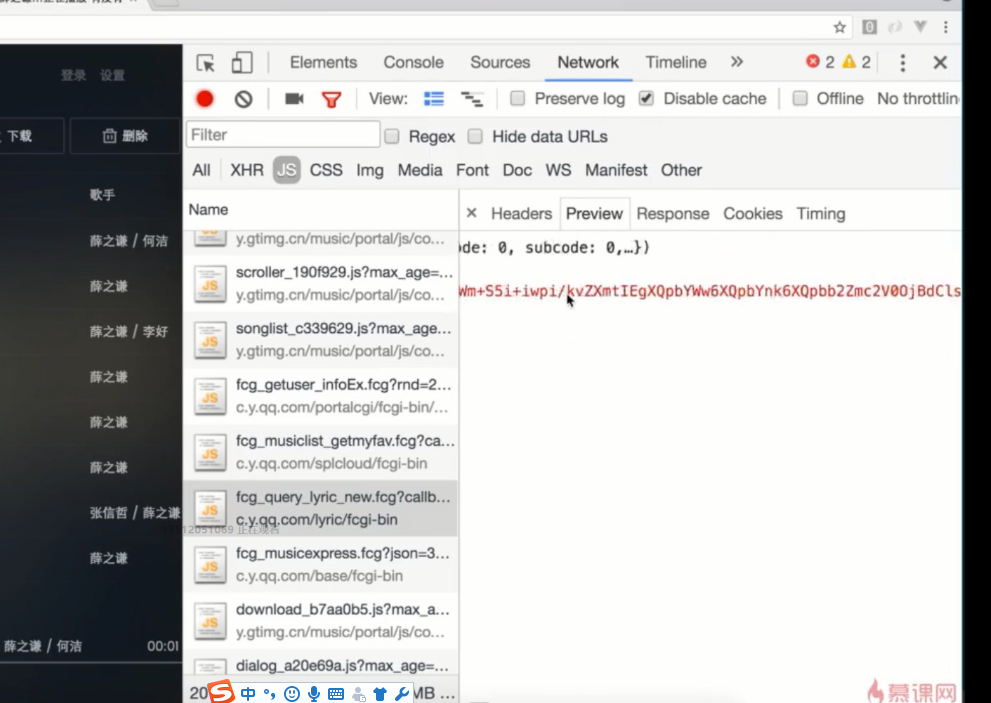 登录 设置
Elements Console Sources Network Timeline » 2 2
View: Preserve log Disable cache Offline No throttlin
下载 删除
Filter Regex Hide data URLs
All XHR JS CSS Img Media Font Doc WS Manifest Other
歌手
薛之谦 / 何洁
薛之谦
薛之谦 / 李好
薛之谦
薛之谦
薛之谦
张信哲 / 薛之谦
薛之谦
薛之谦 / 何洁 00:01
Name
y.gtimg.cn/music/portal/js/co...
scroller_190f929.js?max_age=...
y.gtimg.cn/music/portal/js/co...
songlist_c339629.js?max_age...
y.gtimg.cn/music/portal/js/co...
fcg_getuser_infoEx.fcg?rnd=2...
c.y.qq.com/portalcgi/fcgi-bin/...
fcg_musiclist_getmyfav.fcg?ca...
c.y.qq.com/splcloud/fcgi-bin
fcg_query_lyric_new.fcg?callb...
c.y.qq.com/lyric/fcgi-bin
fcg_musicexpress.fcg?json=3...
c.y.qq.com/base/fcgi-bin
download_b7aa0b5.js?max_a...
y.gtimg.cn/music/portal/js/co...
dialog_a20e69a.js?max_age=...
20 S 中 MB ...
× Headers Preview Response Cookies Timing
de: 0, subcode: 0,…})
Wm+S5i+iwpi/kvZXmtIEgXQpbYWw6XQpbYnk6XQpbb2Zmc2V0OjBdCls
慕课网